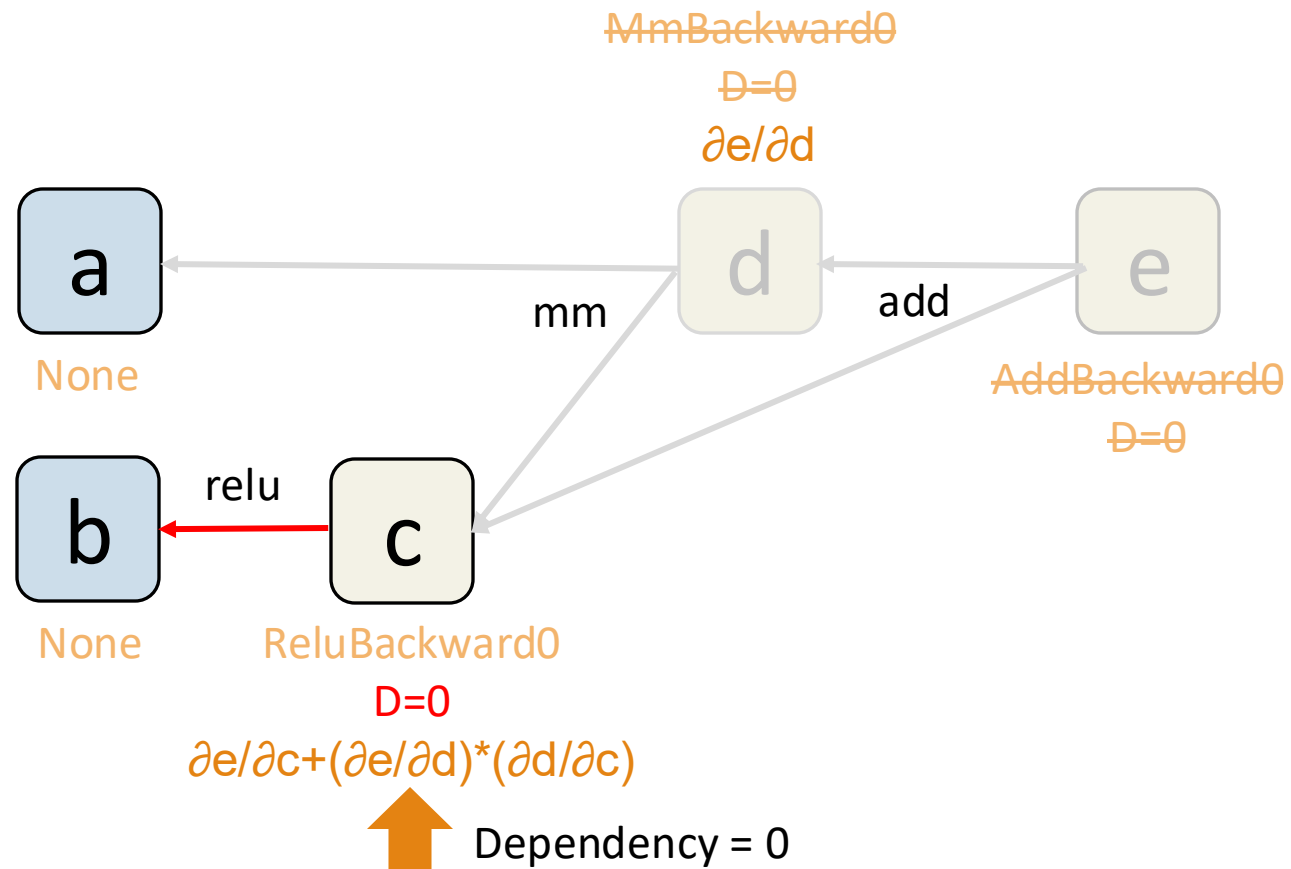 MmBackward0
D=0
∂e/∂d
a
d
e
mm
add
None
AddBackward0
D=0
b
relu
c
None
ReluBackward0
D=0
∂e/∂c+(∂e/∂d)*(∂d/∂c)
Dependency = 0